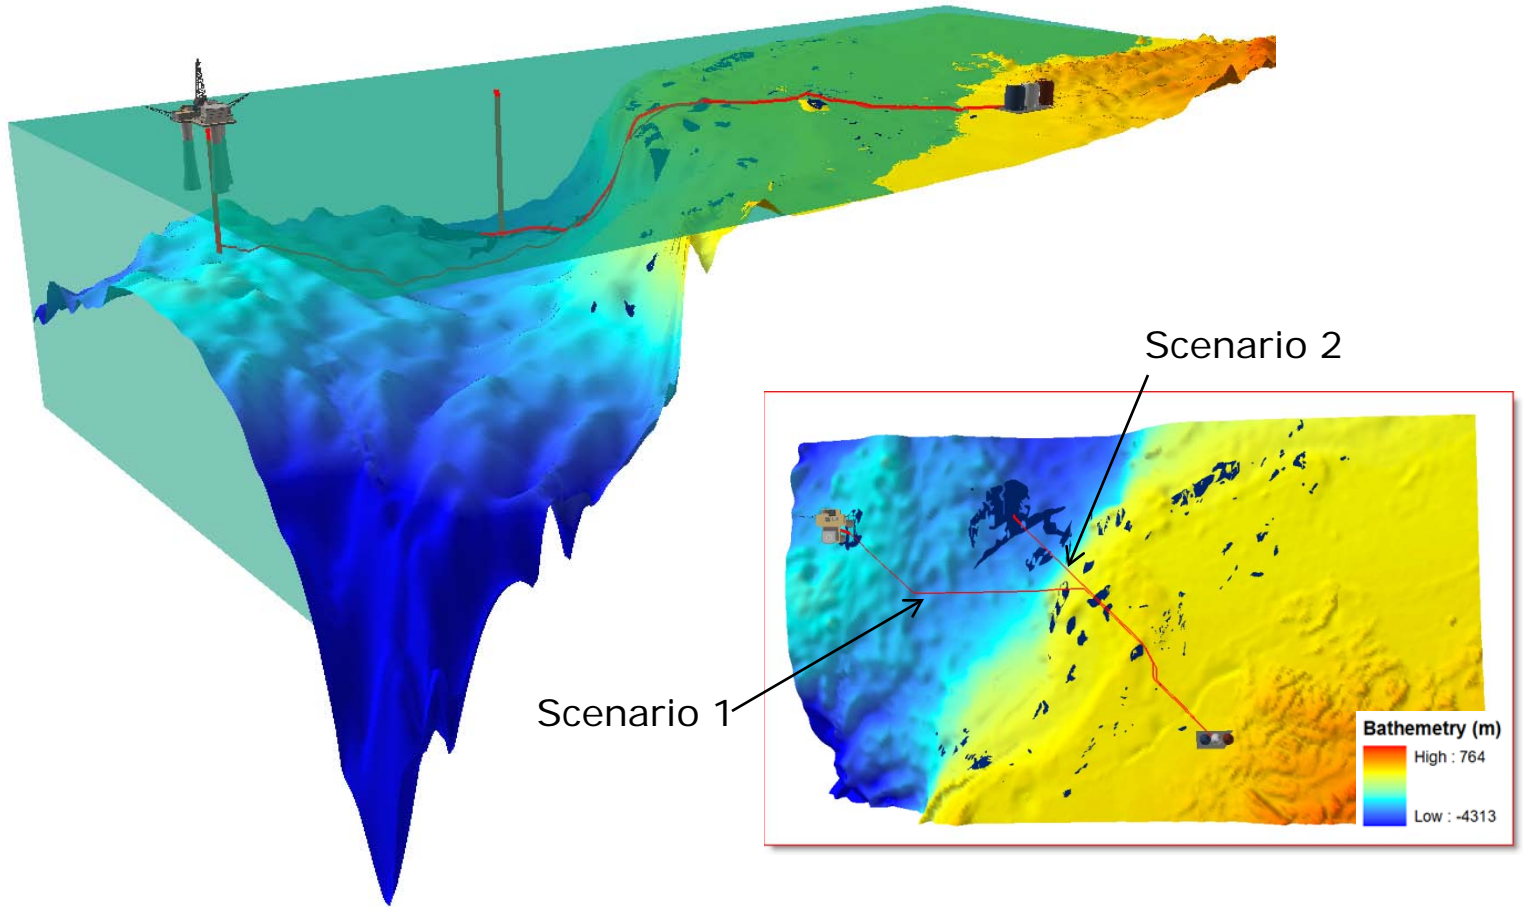 Scenario 2
Scenario 1
Bathemetry (m)
High : 764
Low : -4313